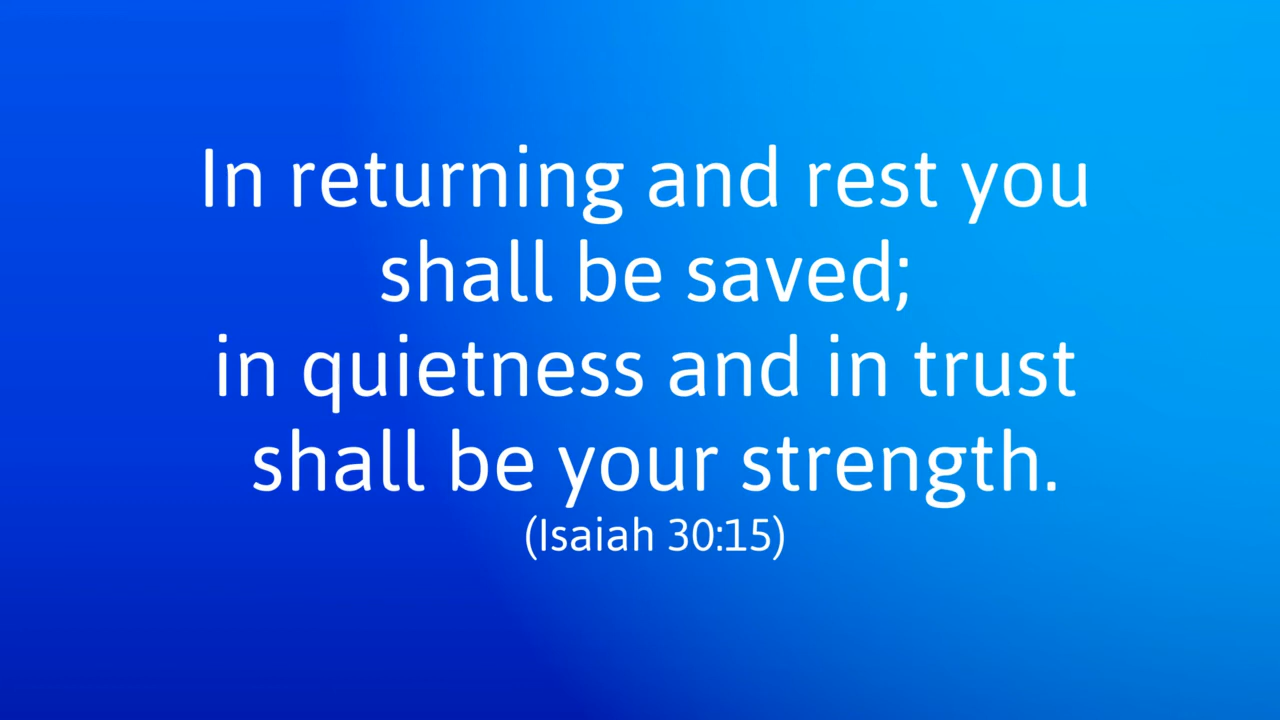 In returning and rest you
shall be saved;
in quietness and in trust
shall be your strength.
(Isaiah 30:15)